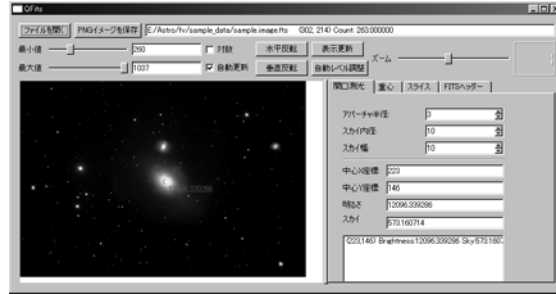 QFits
ファイルを開く PNGイメージを保存 E:/Astro/fv/sample_data/sample.image.fts (302, 214) Count 263.000000
最小値 260 対数 水平反転 表示更新 ズーム
最大値 1037 自動更新 垂直反転 自動レベル調整
開口測光 重心 スライス FITSヘッダー
アパーチャ半径 3
スカイ内径 10
スカイ幅 10
中心X座標 223
中心Y座標 146
明るさ 12096.339286
スカイ 573.160714
12096.339286
(223,146) Brightness:12096.339286 Sky:573.1607